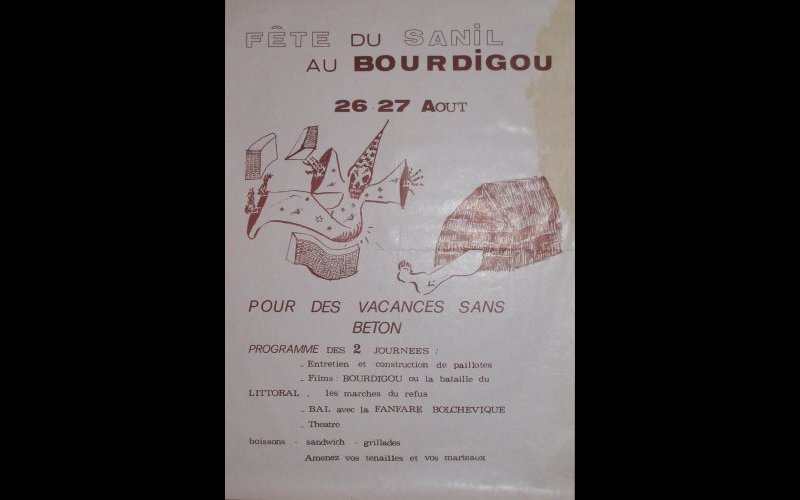 FÊTE DU SANIL
AU BOURDIGOU
26-27 AOUT
POUR DES VACANCES SANS
BETON
PROGRAMME DES 2 JOURNEES :
- Entretien et construction de paillotes
- Films : BOURDIGOU ou la bataille du
LITTORAL , les marches du refus
- BAL avec la FANFARE BOLCHEVIQUE
- Theatre
boissons - sandwich - grillades
Amenez vos tenailles et vos marteaux